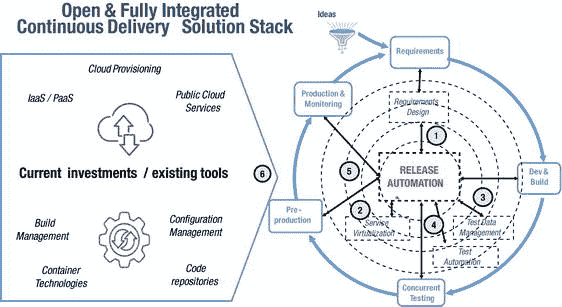 Open & Fully Integrated
Continuous Delivery Solution Stack
Cloud Provisioning
IaaS / PaaS
Public Cloud
Services
Current investments / existing tools
Build
Management
Configuration
Management
Container
Technologies
Code
repositories
6
Ideas
Requirements
Production &
Monitoring
Requirements
Design
1
5
RELEASE
AUTOMATION
Dev &
Build
3
Pre-
production
2
4
Service
Virtualization
Test Data
Management
Test
Automation
Concurrent
Testing